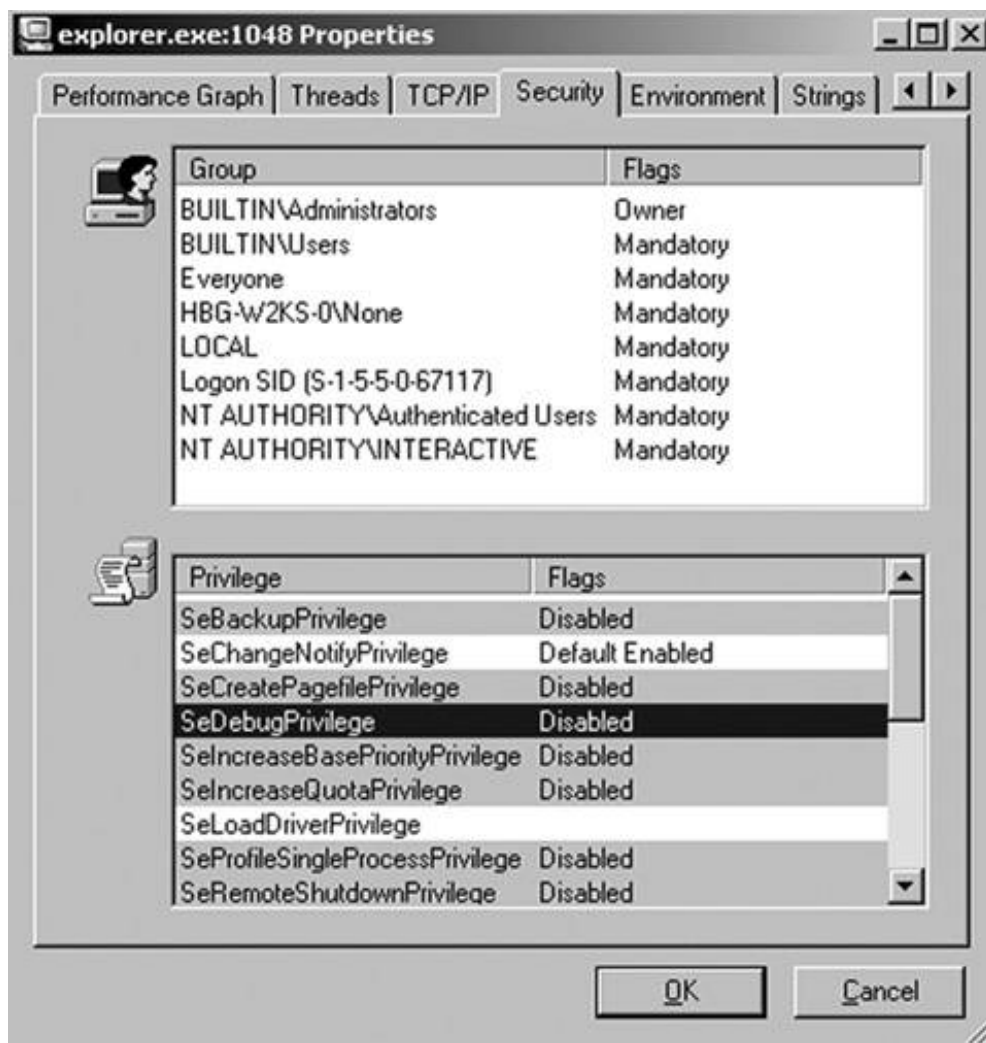 explorer.exe:1048 Properties
Performance Graph Threads TCP/IP Security Environment Strings
Group Flags
BUILTIN\Administrators Owner
BUILTIN\Users Mandatory
Everyone Mandatory
HBG-W2KS-0\None Mandatory
LOCAL Mandatory
Logon SID (S-1-5-5-0-67117) Mandatory
NT AUTHORITY\Authenticated Users Mandatory
NT AUTHORITY\INTERACTIVE Mandatory
Privilege Flags
SeBackupPrivilege Disabled
SeChangeNotifyPrivilege Default Enabled
SeCreatePagefilePrivilege Disabled
SeDebugPrivilege Disabled
SeIncreaseBasePriorityPrivilege Disabled
SeIncreaseQuotaPrivilege Disabled
SeLoadDriverPrivilege
SeProfileSingleProcessPrivilege Disabled
SeRemoteShutdownPrivilege Disabled
OK Cancel